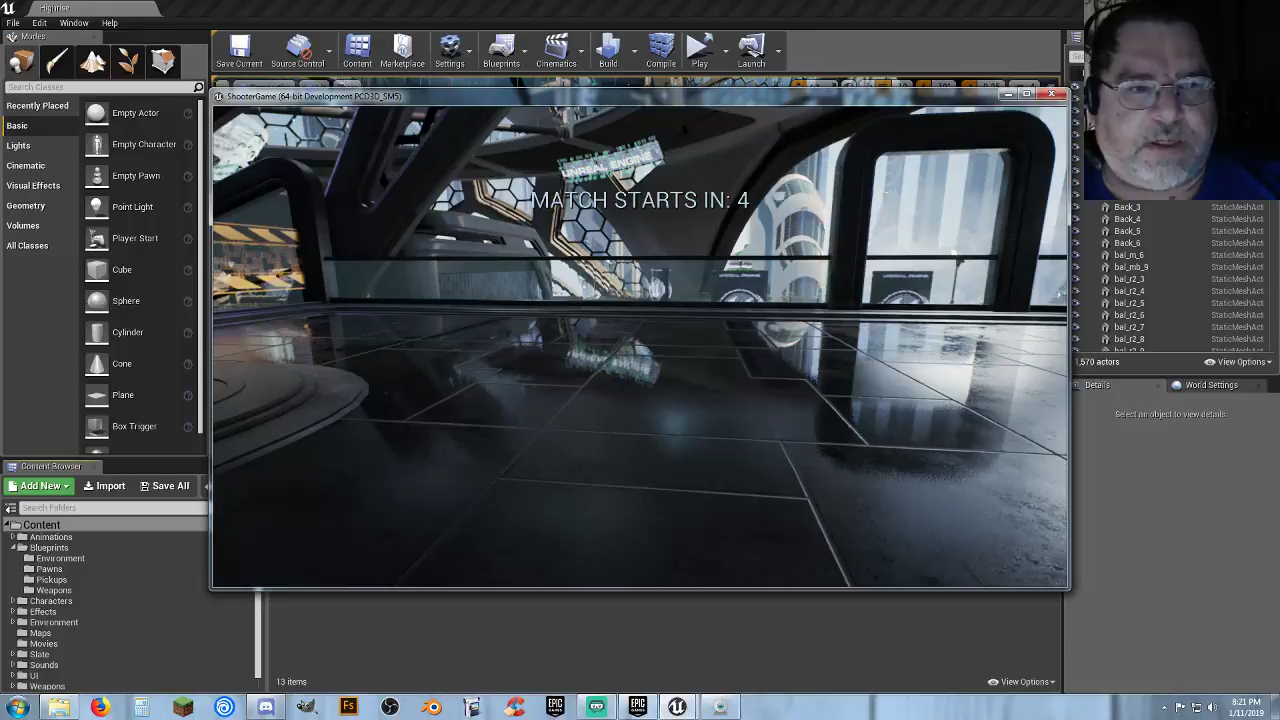 Highrise
File Edit Window Help
Modes
Save Current
Source Control
Content
Marketplace
Settings
Blueprints
Cinematics
Build
Compile
Play
Launch
Search Classes
Recently Placed
Basic
Lights
Cinematic
Visual Effects
Geometry
Volumes
All Classes
Empty Actor
Empty Character
Empty Pawn
Point Light
Player Start
Cube
Sphere
Cylinder
Cone
Plane
Box Trigger
ShooterGame (64-bit Development PCD3D_SM5)
UNREAL ENGINE
MATCH STARTS IN: 4
Back_3 StaticMeshAct
Back_4 StaticMeshAct
Back_5 StaticMeshAct
Back_6 StaticMeshAct
bal_m_6 StaticMeshAct
bal_mb_9 StaticMeshAct
bal_r2_3 StaticMeshAct
bal_r2_4 StaticMeshAct
bal_r2_5 StaticMeshAct
bal_r2_6 StaticMeshAct
bal_r2_7 StaticMeshAct
bal_r2_8 StaticMeshAct
1,570 actors View Options
Details World Settings
Select an object to view details.
Content Browser
Add New Import Save All
Search Folders
Content
Animations
Blueprints
Environment
Pawns
Pickups
Weapons
Characters
Effects
Environment
Maps
Movies
Slate
Sounds
UI
Weapons
13 items View Options
Fs
EPIC GAMES
EPIC GAMES
8:21 PM
1/11/2019